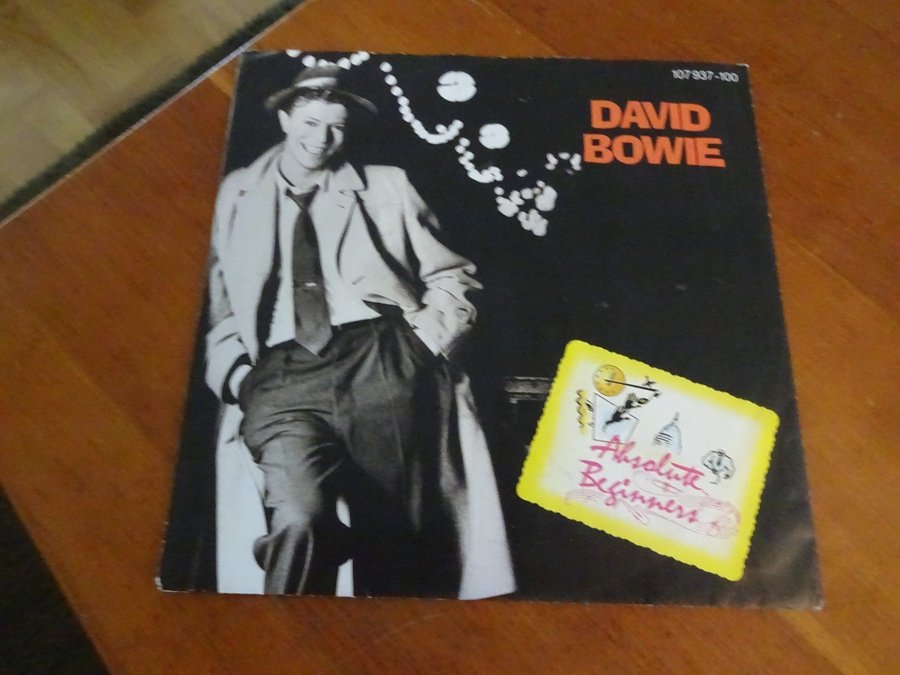 107 937-100
DAVID
BOWIE
Absolute
Beginners